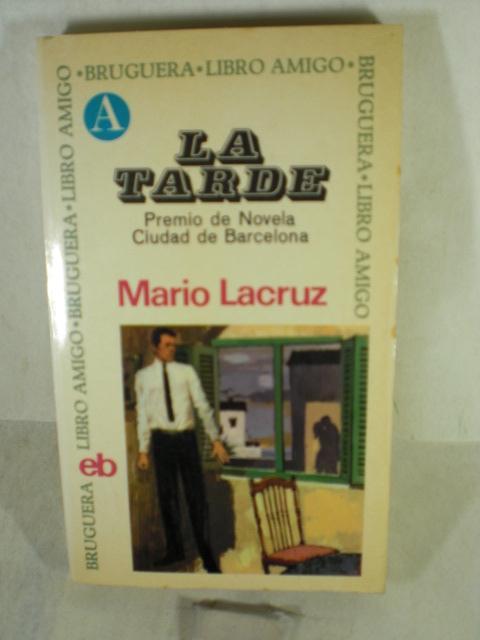 BRUGUERA • LIBRO AMIGO • BRUGUERA • LIBRO AMIGO
• BRUGUERA • LIBRO AMIGO •
BRUGUERA • LIBRO AMIGO
A
LA
TARDE
Premio de Novela
Ciudad de Barcelona
Mario Lacruz
eb